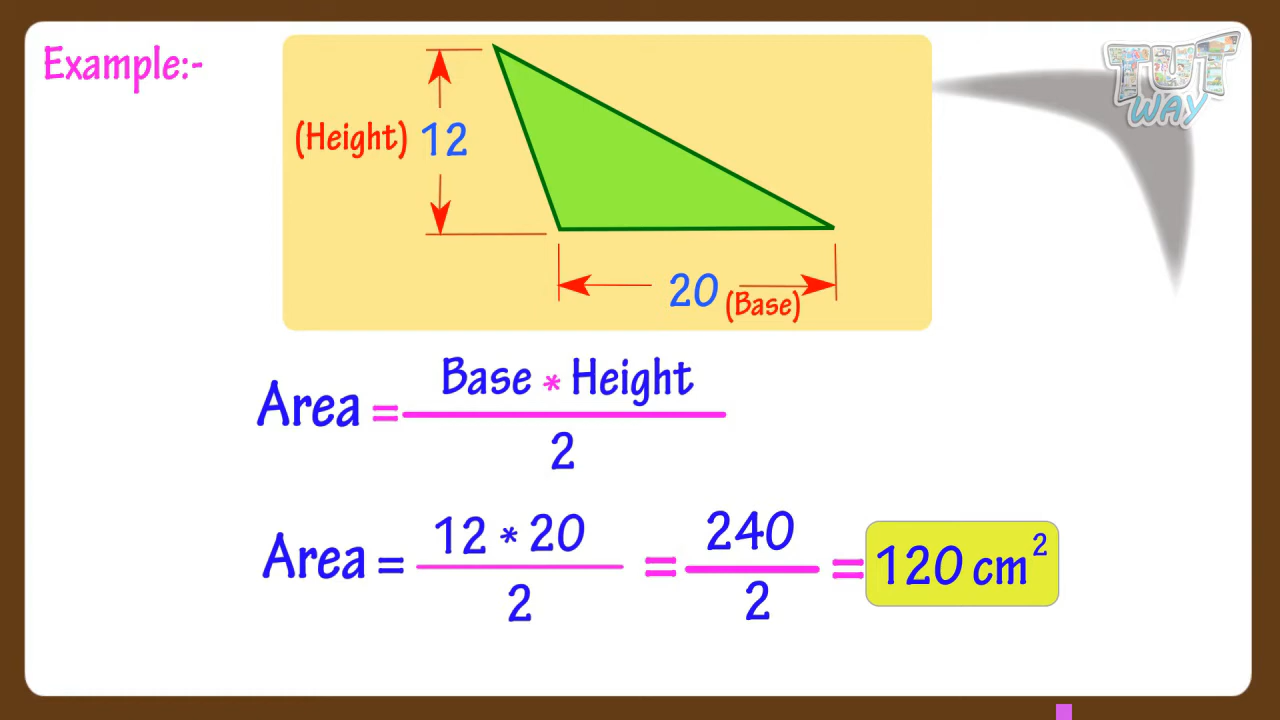 Example:-
TUT
WAY
(Height) 12
20 (Base)
Area = Base * Height
2
Area = 12 * 20 = 240 = 120 cm²
2 2